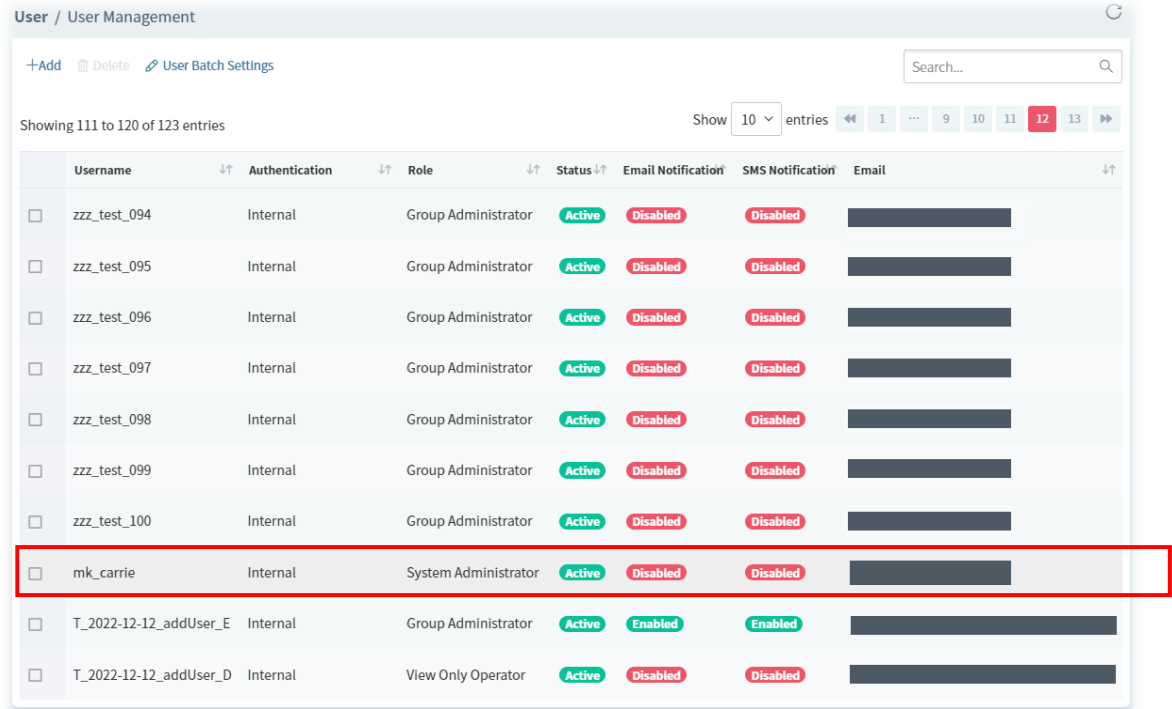 User / User Management
+Add Delete User Batch Settings Search...
Showing 111 to 120 of 123 entries Show 10 entries 1 ... 9 10 11 12 13
Username Authentication Role Status Email Notification SMS Notification Email
zzz_test_094 Internal Group Administrator Active Disabled Disabled
zzz_test_095 Internal Group Administrator Active Disabled Disabled
zzz_test_096 Internal Group Administrator Active Disabled Disabled
zzz_test_097 Internal Group Administrator Active Disabled Disabled
zzz_test_098 Internal Group Administrator Active Disabled Disabled
zzz_test_099 Internal Group Administrator Active Disabled Disabled
zzz_test_100 Internal Group Administrator Active Disabled Disabled
mk_carrie Internal System Administrator Active Disabled Disabled
T_2022-12-12_addUser_E Internal Group Administrator Active Enabled Enabled
T_2022-12-12_addUser_D Internal View Only Operator Active Disabled Disabled